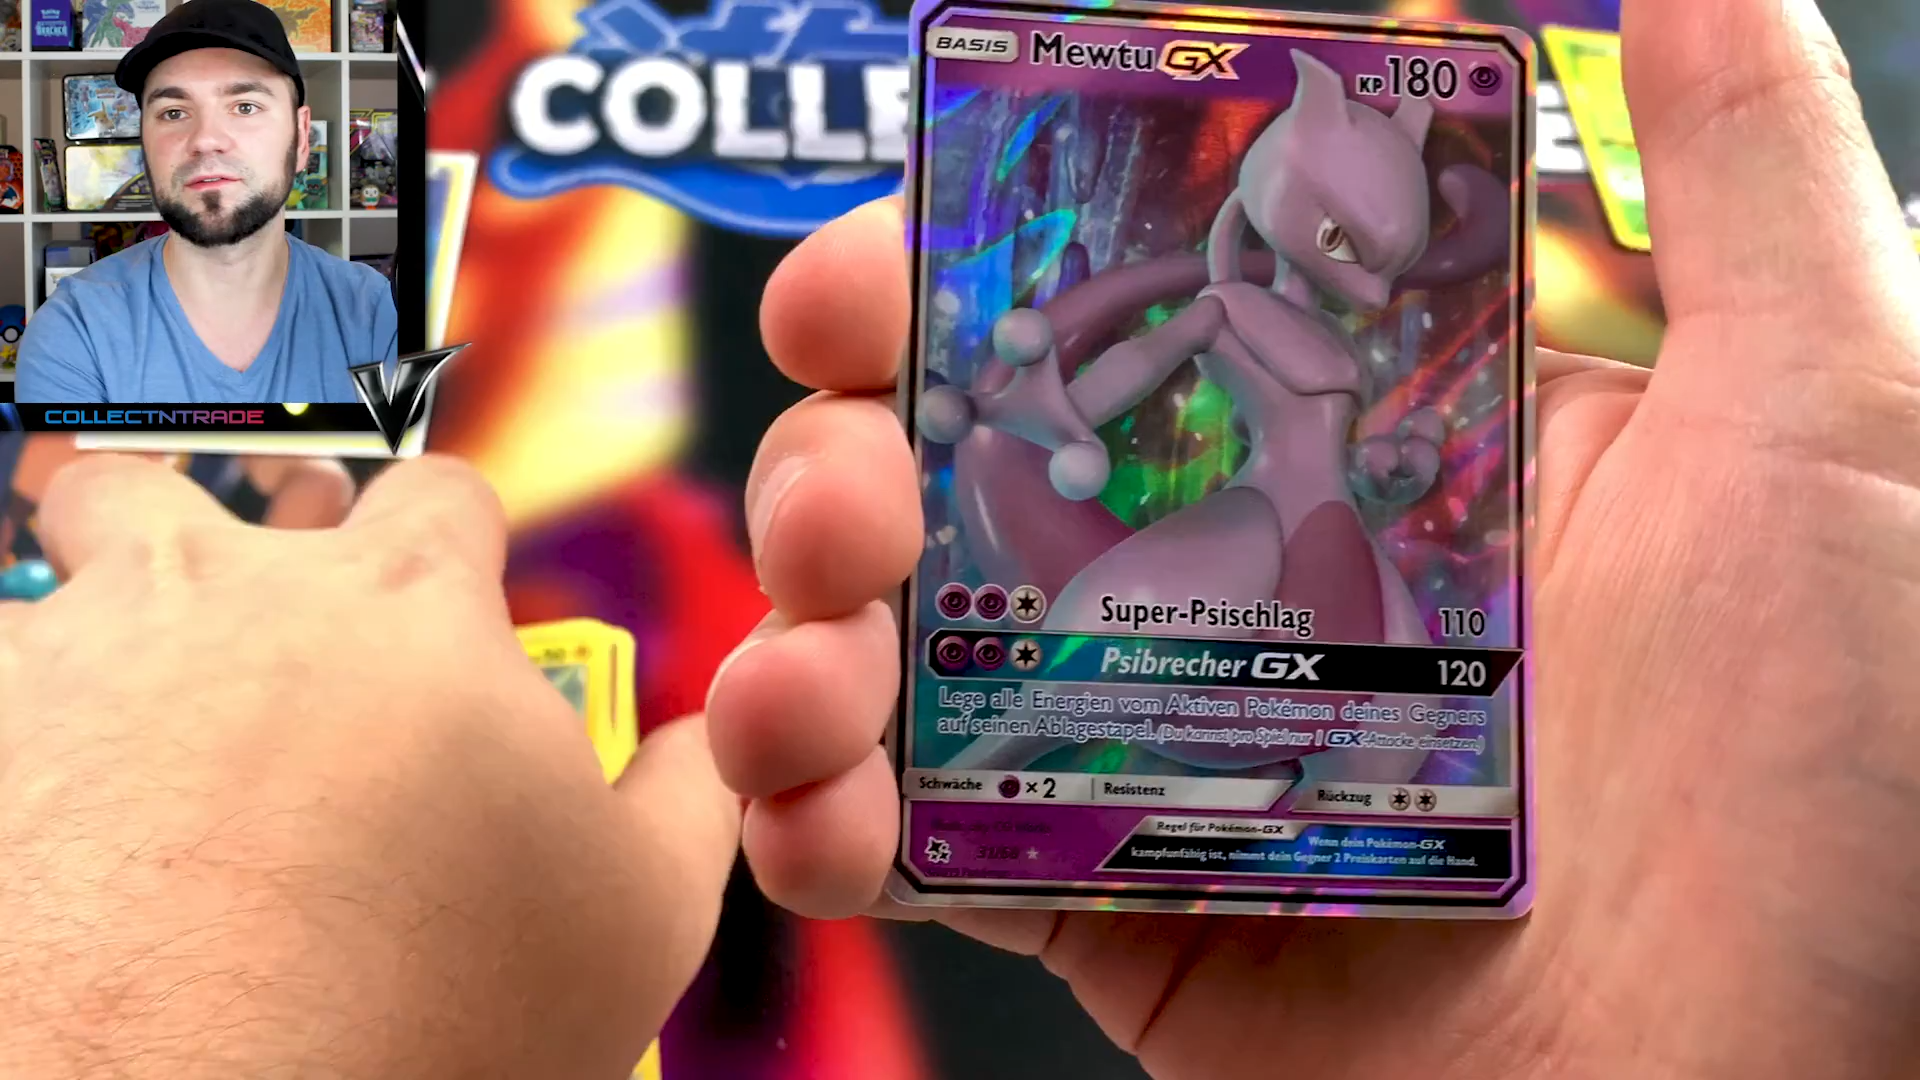 COLLE
COLLECTNTRADE
BASIS Mewtu GX KP 180
Super-Psischlag 110
Psibrecher GX 120
Lege alle Energien vom Aktiven Pokémon deines Gegners
auf seinen Ablagestapel. (Du kannst pro Spiel nur 1 GX-Attacke einsetzen.)
Schwäche ×2 Resistenz Rückzug
Regel für Pokémon-GX Wenn dein Pokémon-GX
kampfunfähig ist, nimmt dein Gegner 2 Preiskarten auf die Hand.
31/68